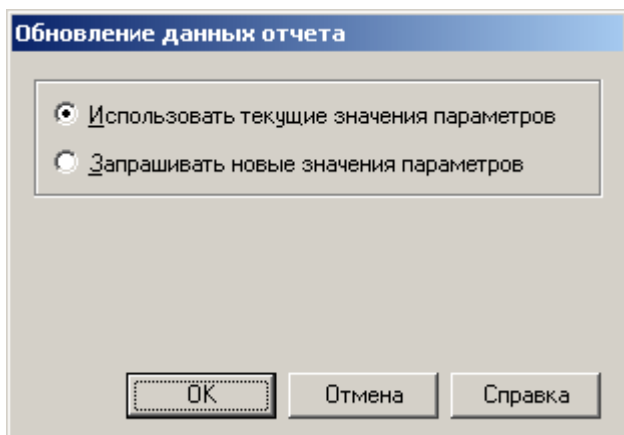 Обновление данных отчета
Использовать текущие значения параметров
Запрашивать новые значения параметров
OK
Отмена
Справка